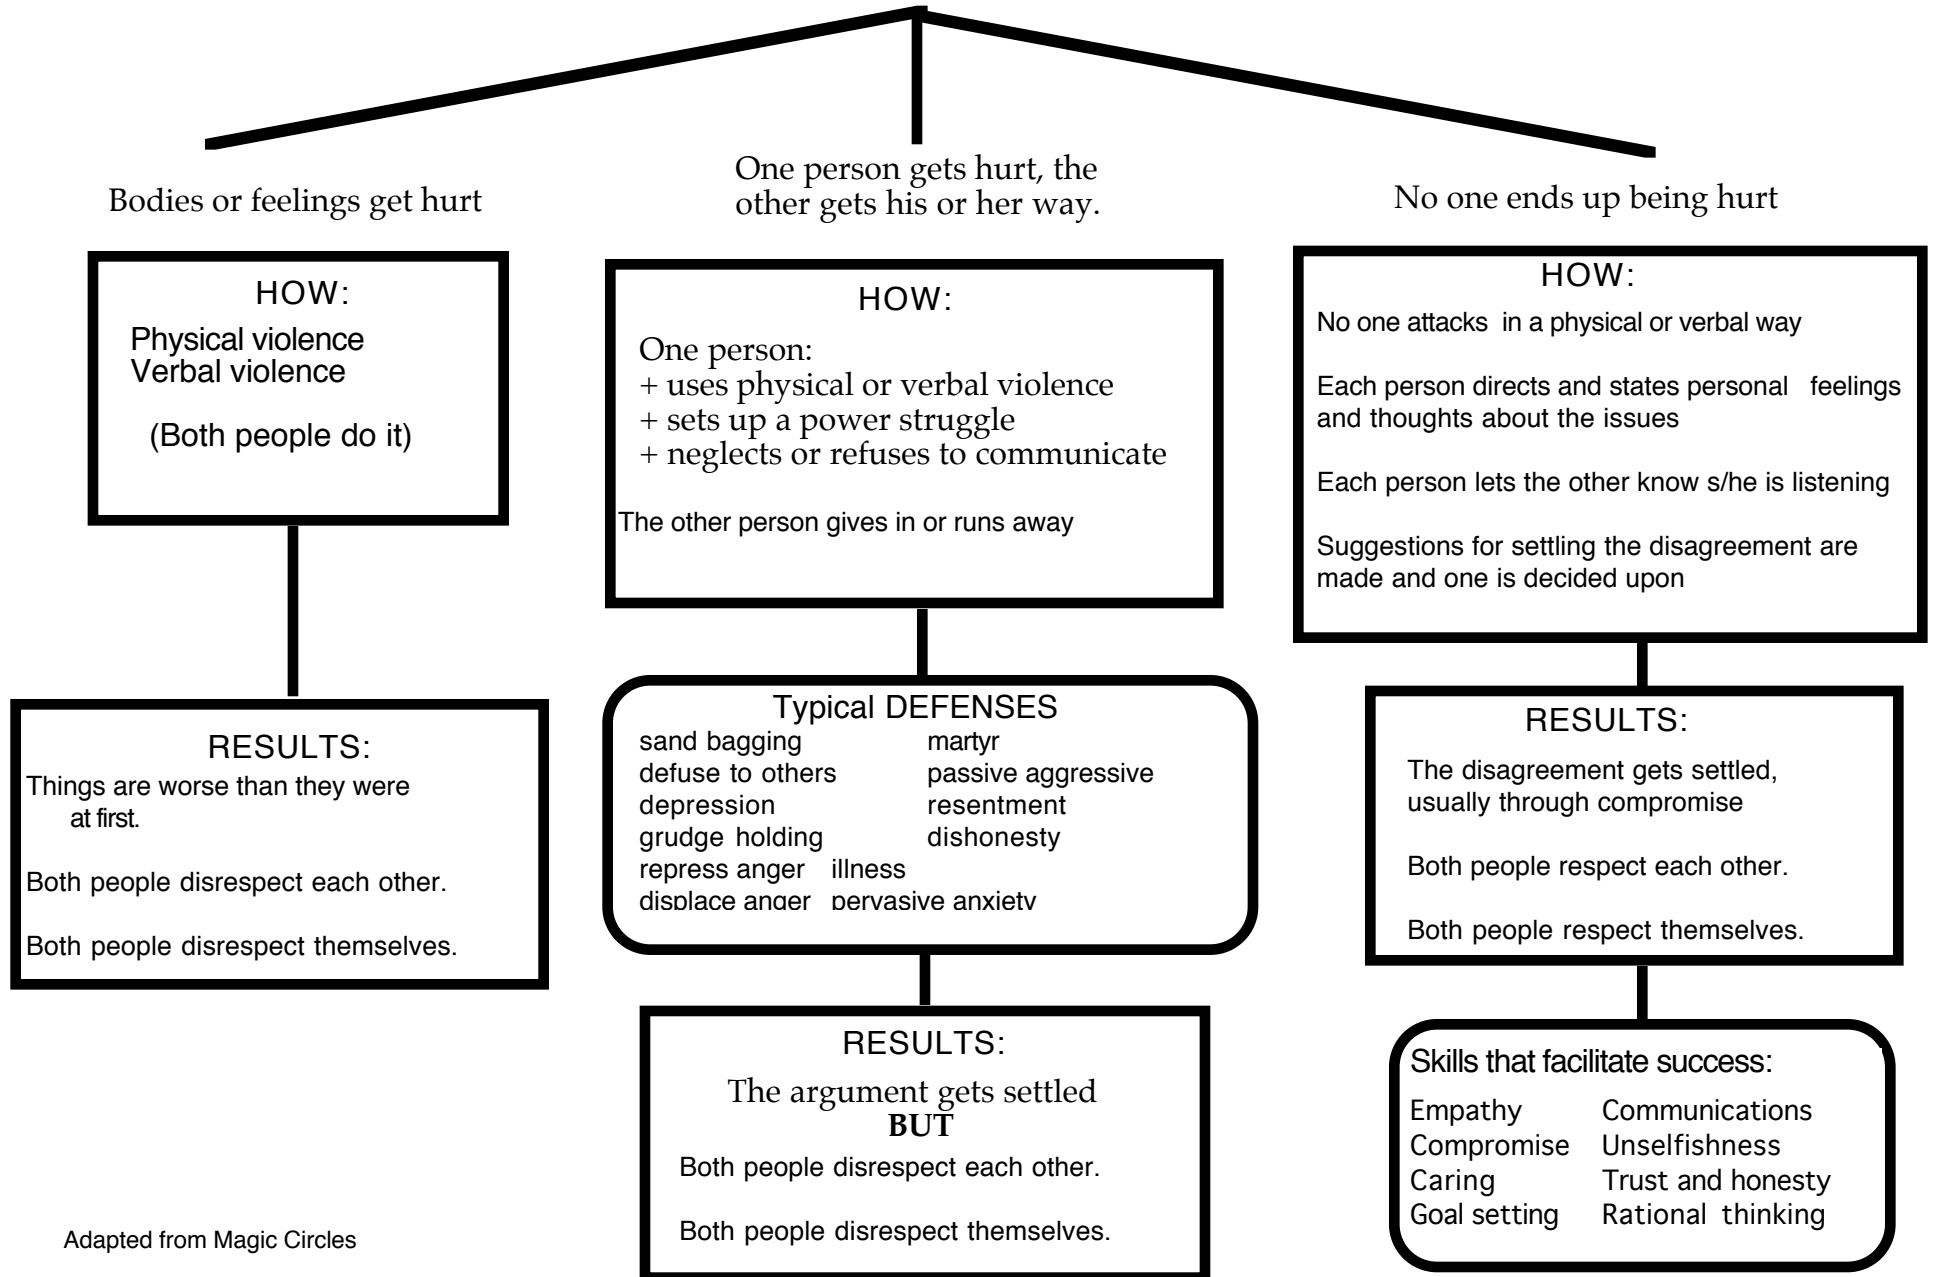 Bodies or feelings get hurt
HOW:
Physical violence
Verbal violence
(Both people do it)
RESULTS:
Things are worse than they were
at first.
Both people disrespect each other.
Both people disrespect themselves.
One person gets hurt, the
other gets his or her way.
HOW:
One person:
+ uses physical or verbal violence
+ sets up a power struggle
+ neglects or refuses to communicate
The other person gives in or runs away
Typical DEFENSES
sand bagging martyr
defuse to others passive aggressive
depression resentment
grudge holding dishonesty
repress anger illness
displace anger pervasive anxiety
RESULTS:
The argument gets settled
BUT
Both people disrespect each other.
Both people disrespect themselves.
No one ends up being hurt
HOW:
No one attacks in a physical or verbal way
Each person directs and states personal feelings
and thoughts about the issues
Each person lets the other know s/he is listening
Suggestions for settling the disagreement are
made and one is decided upon
RESULTS:
The disagreement gets settled,
usually through compromise
Both people respect each other.
Both people respect themselves.
Skills that facilitate success:
Empathy Communications
Compromise Unselfishness
Caring Trust and honesty
Goal setting Rational thinking
Adapted from Magic Circles